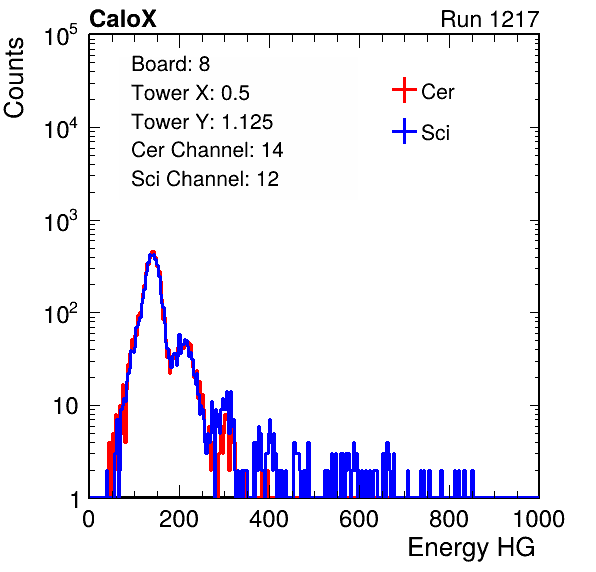 CaloX Run 1217
Counts
10^5
10^4
10^3
10^2
10
1
Board: 8
Tower X: 0.5
Tower Y: 1.125
Cer Channel: 14
Sci Channel: 12
Cer
Sci
0 200 400 600 800 1000
Energy HG